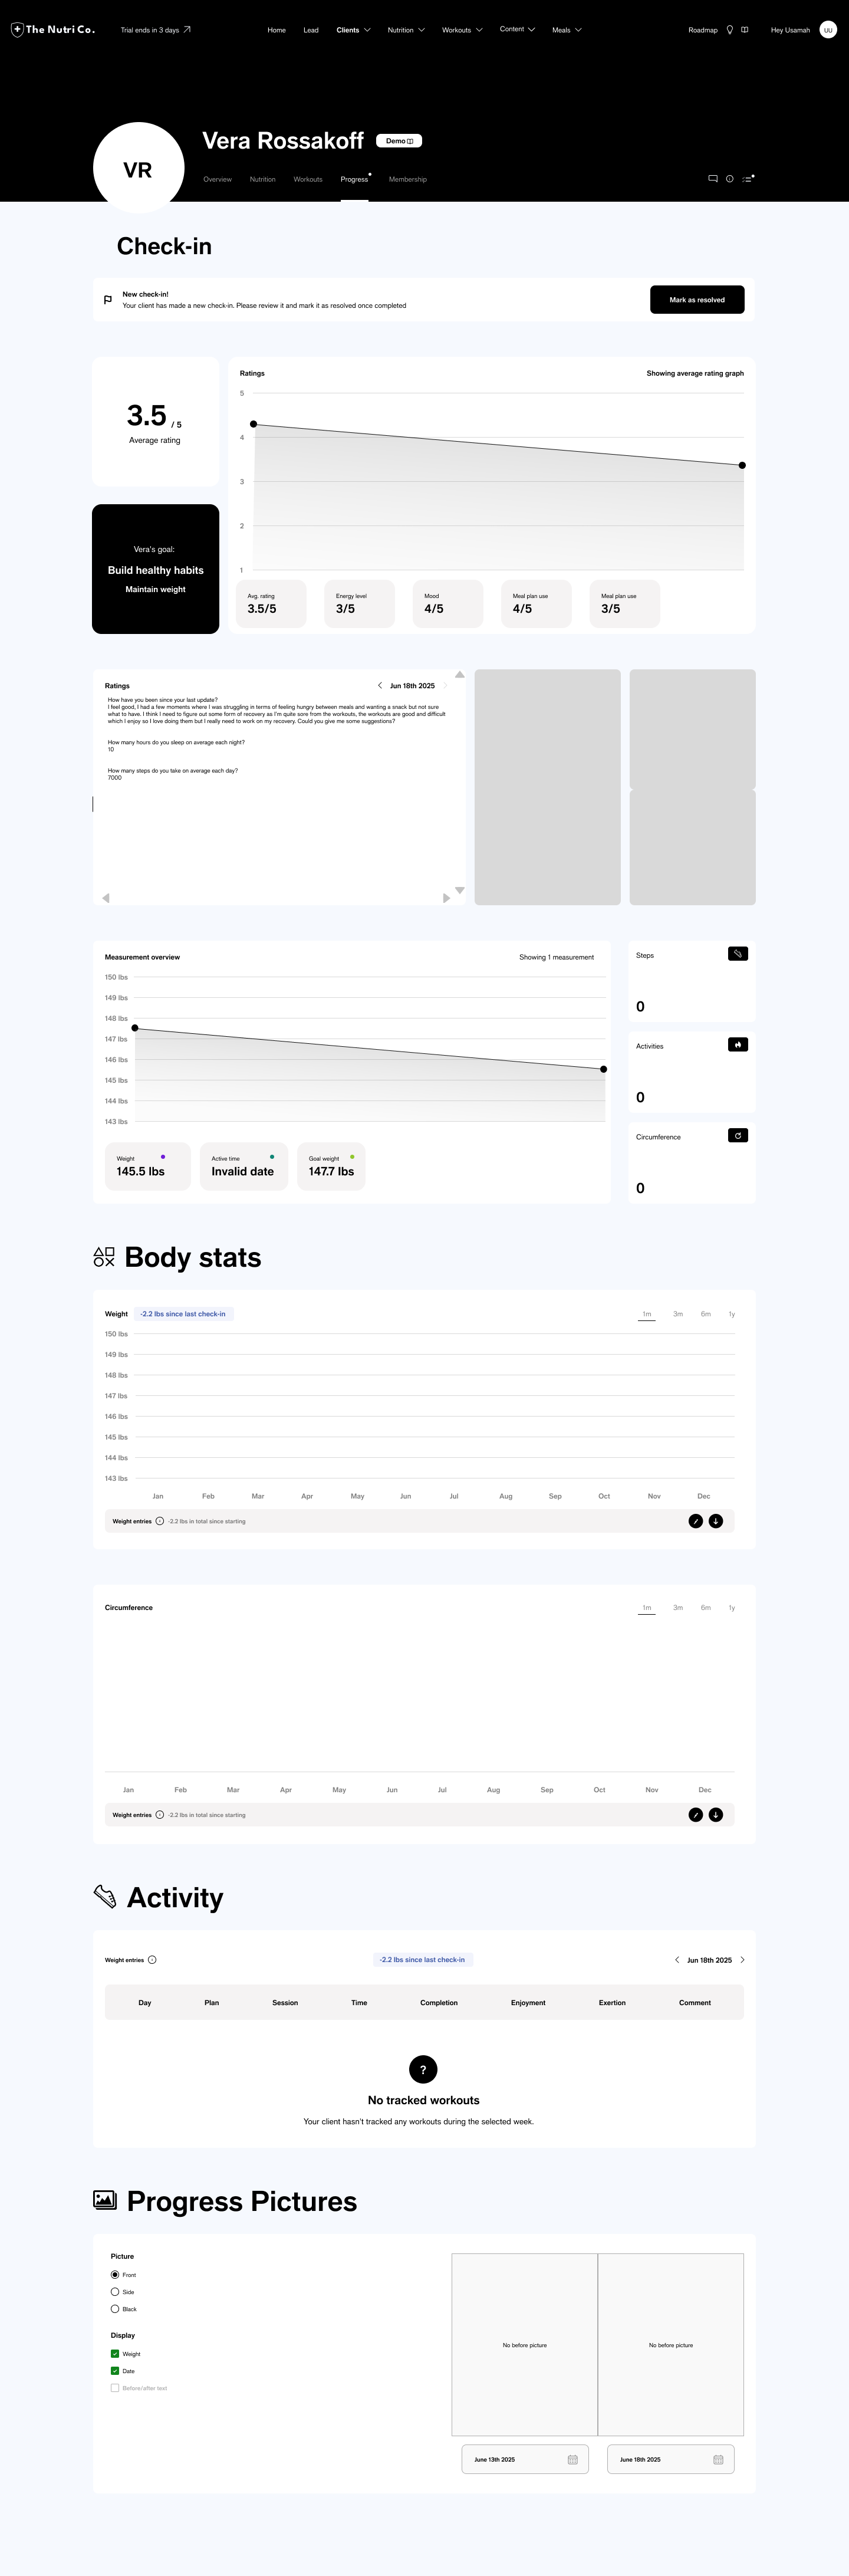 The Nutri Co.
Trial ends in 3 days
Home
Lead
Clients
Nutrition
Workouts
Content
Meals
Roadmap
Hey Usamah
UU
VR
Vera Rossakoff
Demo
Overview
Nutrition
Workouts
Progress
Membership
Check-in
New check-in!
Your client has made a new check-in. Please review it and mark it as resolved once completed
Mark as resolved
3.5 / 5
Average rating
Vera's goal:
Build healthy habits
Maintain weight
Ratings
Showing average rating graph
5
4
3
2
1
Avg. rating
3.5/5
Energy level
3/5
Mood
4/5
Meal plan use
4/5
Meal plan use
3/5
Ratings
Jun 18th 2025
How have you been since your last update?
I feel good, I had a few moments where I was struggling in terms of feeling hungry between meals and wanting a snack but not sure
what to have. I think I need to figure out some form of recovery as I'm quite sore from the workouts, the workouts are good and difficult
which I enjoy so I love doing them but I really need to work on my recovery. Could you give me some suggestions?
How many hours do you sleep on average each night?
10
How many steps do you take on average each day?
7000
Measurement overview
Showing 1 measurement
150 lbs
149 lbs
148 lbs
147 lbs
146 lbs
145 lbs
144 lbs
143 lbs
Weight
145.5 lbs
Active time
Invalid date
Goal weight
147.7 lbs
Steps
0
Activities
0
Circumference
0
Body stats
Weight
-2.2 lbs since last check-in
1m
3m
6m
1y
150 lbs
149 lbs
148 lbs
147 lbs
146 lbs
145 lbs
144 lbs
143 lbs
Jan
Feb
Mar
Apr
May
Jun
Jul
Aug
Sep
Oct
Nov
Dec
Weight entries
-2.2 lbs in total since starting
Circumference
1m
3m
6m
1y
Jan
Feb
Mar
Apr
May
Jun
Jul
Aug
Sep
Oct
Nov
Dec
Weight entries
-2.2 lbs in total since starting
Activity
Weight entries
-2.2 lbs since last check-in
Jun 18th 2025
Day
Plan
Session
Time
Completion
Enjoyment
Exertion
Comment
?
No tracked workouts
Your client hasn't tracked any workouts during the selected week.
Progress Pictures
Picture
Front
Side
Black
Display
Weight
Date
Before/after text
No before picture
No before picture
June 13th 2025
June 18th 2025